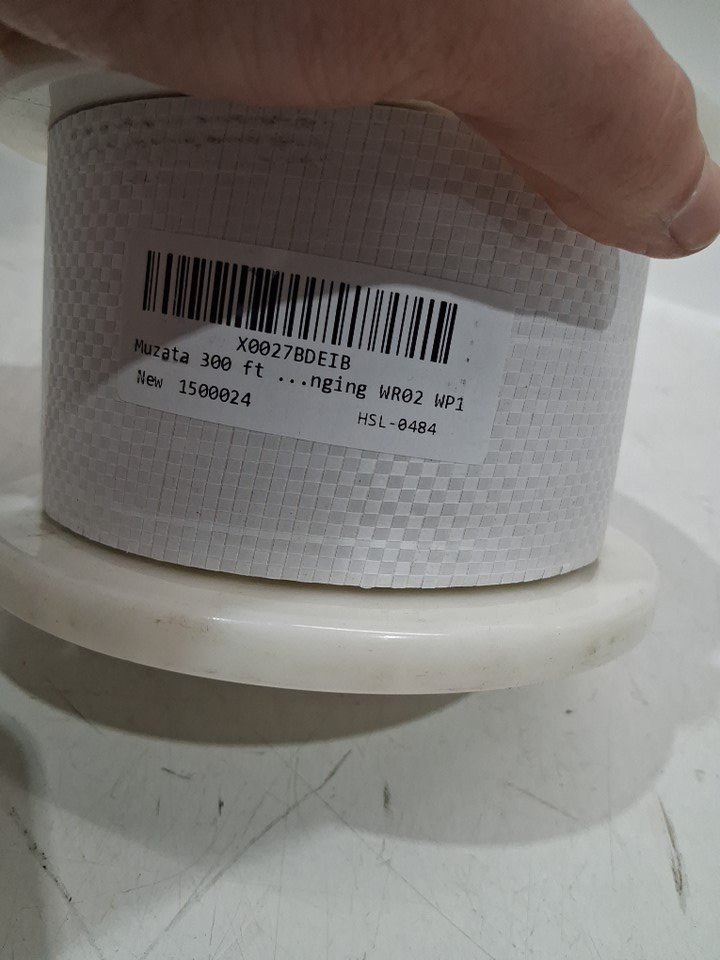 X0027BDEIB
Muzata 300 ft ...nging WR02 WP1
New 1500024
HSL-0484